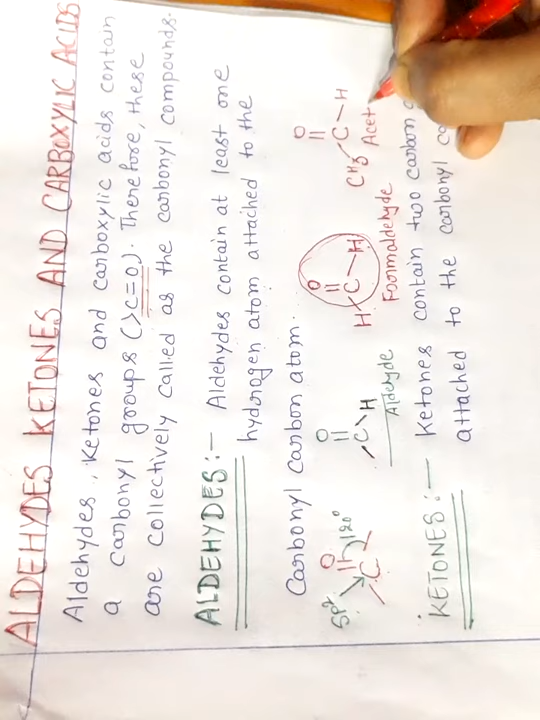 ALDEHYDES KETONES AND CARBOXYLIC ACIDS
Aldehydes, Ketones and carboxylic acids contain
a carbonyl groups (>C=O). Therefore, these
are collectively called as the carbonyl compounds.
ALDEHYDES:- Aldehydes contain at least one
hydrogen atom attached to the
Carbonyl Carbon atom.
SP² O 120° C
O C H Aldehyde
O H C H Formaldehyde
O CH3 C H Acet
KETONES:- Ketones contain two carbon
attached to the carbonyl